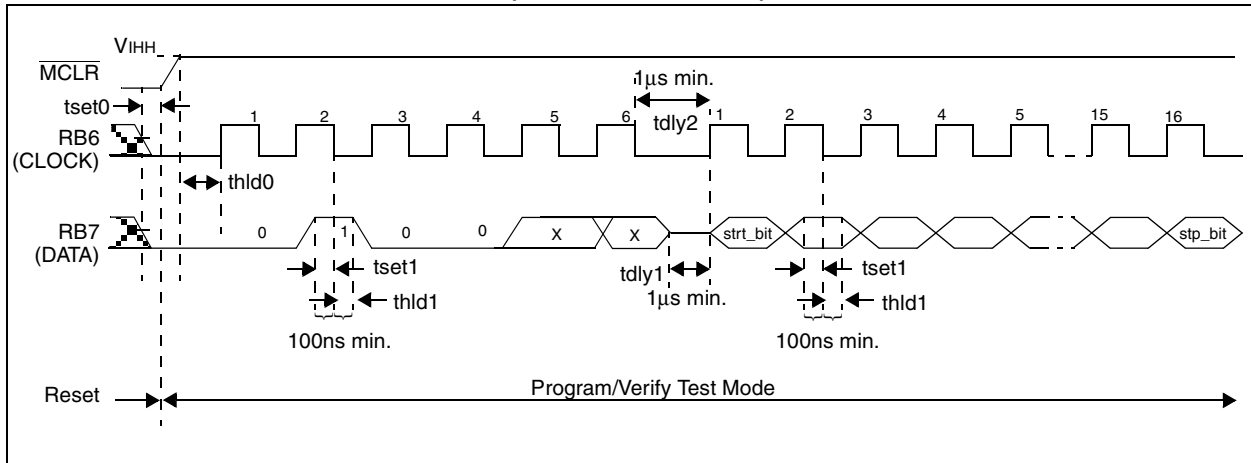 VIHH
MCLR
1µs min.
tset0
1 2 3 4 5 6 tdly2 1 2 3 4 5 15 16
RB6
(CLOCK)
thld0
RB7
(DATA)
0 1 0 0 X X strt_bit stp_bit
tset1 tdly1 tset1
thld1 1µs min. thld1
100ns min. 100ns min.
Reset Program/Verify Test Mode